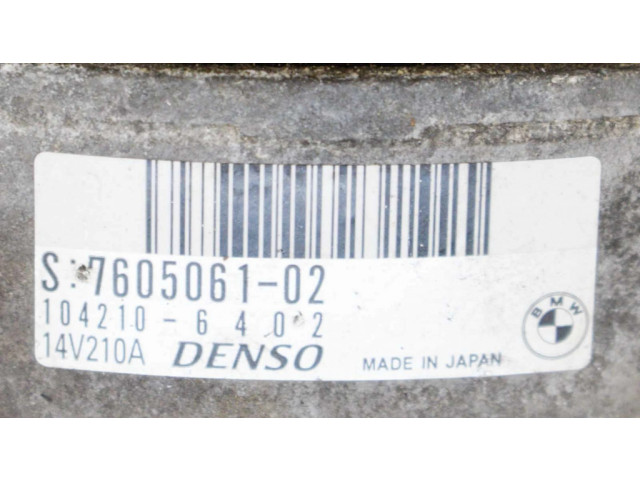 S:7605061-02
104210-6402
14V210A DENSO MADE IN JAPAN
BMW